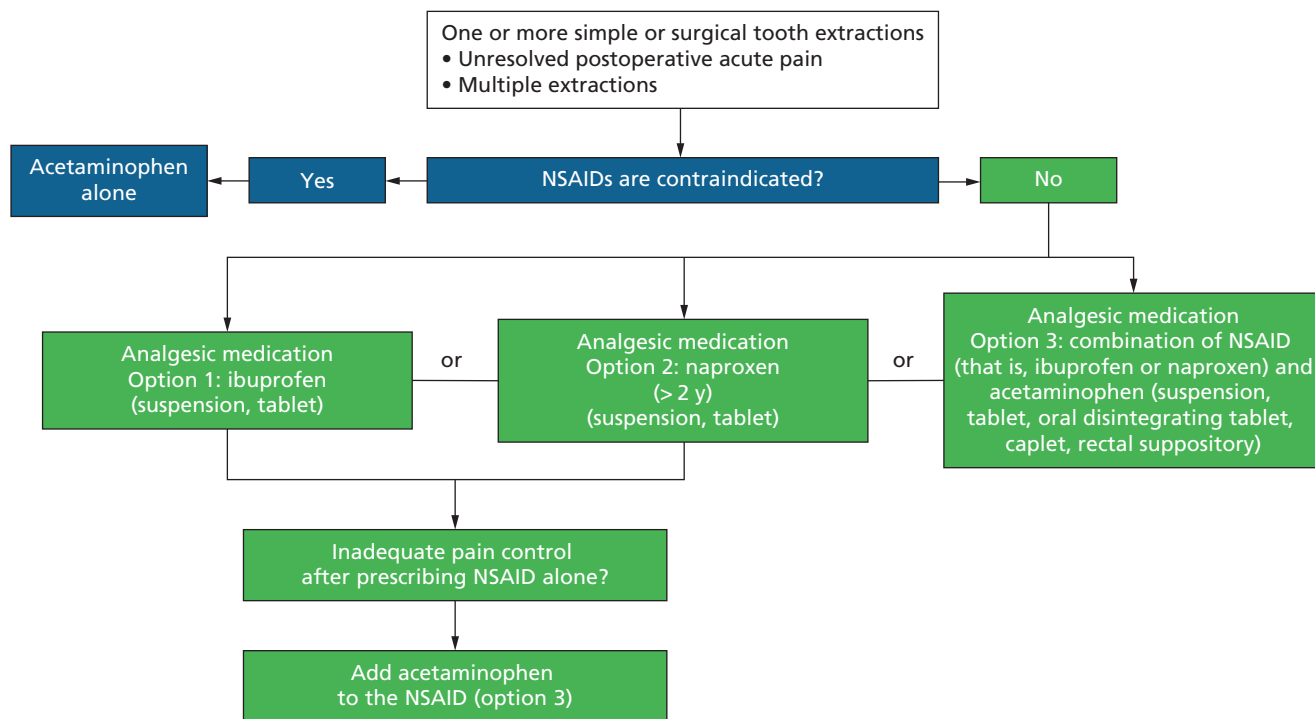 One or more simple or surgical tooth extractions
• Unresolved postoperative acute pain
• Multiple extractions
Acetaminophen
alone
Yes
NSAIDs are contraindicated?
No
Analgesic medication
Option 1: ibuprofen
(suspension, tablet)
or
Analgesic medication
Option 2: naproxen
(> 2 y)
(suspension, tablet)
or
Analgesic medication
Option 3: combination of NSAID
(that is, ibuprofen or naproxen) and
acetaminophen (suspension,
tablet, oral disintegrating tablet,
caplet, rectal suppository)
Inadequate pain control
after prescribing NSAID alone?
Add acetaminophen
to the NSAID (option 3)